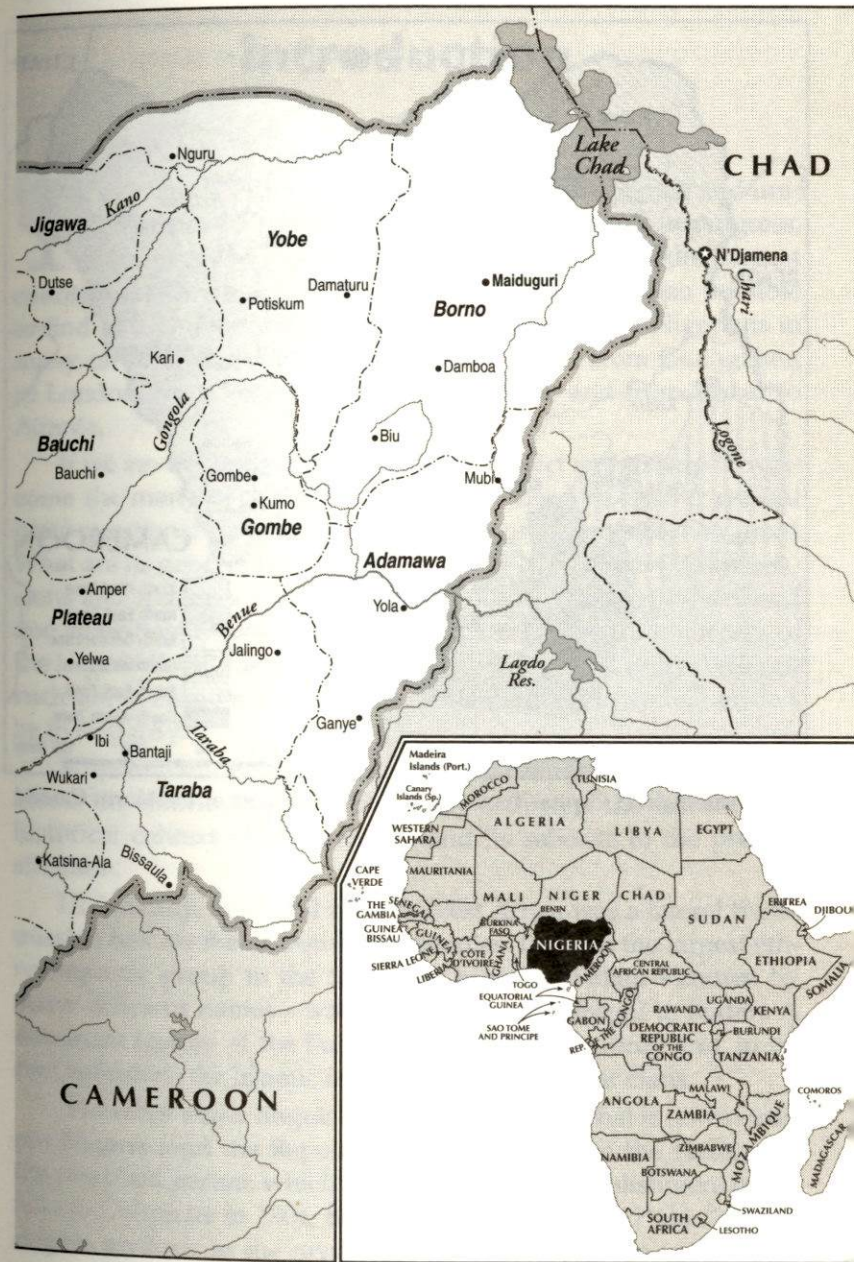 Lake
Chad
CHAD
Nguru
Kano
Jigawa
Yobe
N'Djamena
Chari
Dutse
Damaturu
Maiduguri
Potiskum
Borno
Kari
Damboa
Gongola
Logone
Biu
Bauchi
Bauchi
Gombe
Mubi
Kumo
Gombe
Adamawa
Amper
Yola
Plateau
Benue
Jalingo
Yelwa
Lagdo
Res.
Ganye
Taraba
Ibi
Bantaji
Wukari
Taraba
Katsina-Ala
Bissaula
CAMEROON
Madeira
Islands (Port.)
Canary
Islands (Sp.)
MOROCCO
TUNISIA
ALGERIA
LIBYA
EGYPT
WESTERN
SAHARA
MAURITANIA
CAPE
VERDE
MALI
NIGER
CHAD
SUDAN
ERITREA
DJIBOUTI
SENEGAL
THE
GAMBIA
GUINEA
BISSAU
GUINEA
BURKINA
FASO
BENIN
NIGERIA
SIERRA LEONE
LIBERIA
CÔTE
D'IVOIRE
GHANA
TOGO
CAMEROON
CENTRAL
AFRICAN REPUBLIC
ETHIOPIA
SOMALIA
EQUATORIAL
GUINEA
SAO TOME
AND PRINCIPE
GABON
REP. OF THE CONGO
DEMOCRATIC
REPUBLIC
OF THE
CONGO
UGANDA
KENYA
RAWANDA
BURUNDI
TANZANIA
MALAWI
COMOROS
ANGOLA
ZAMBIA
MOZAMBIQUE
MADAGASCAR
ZIMBABWE
NAMIBIA
BOTSWANA
SWAZILAND
SOUTH
AFRICA
LESOTHO